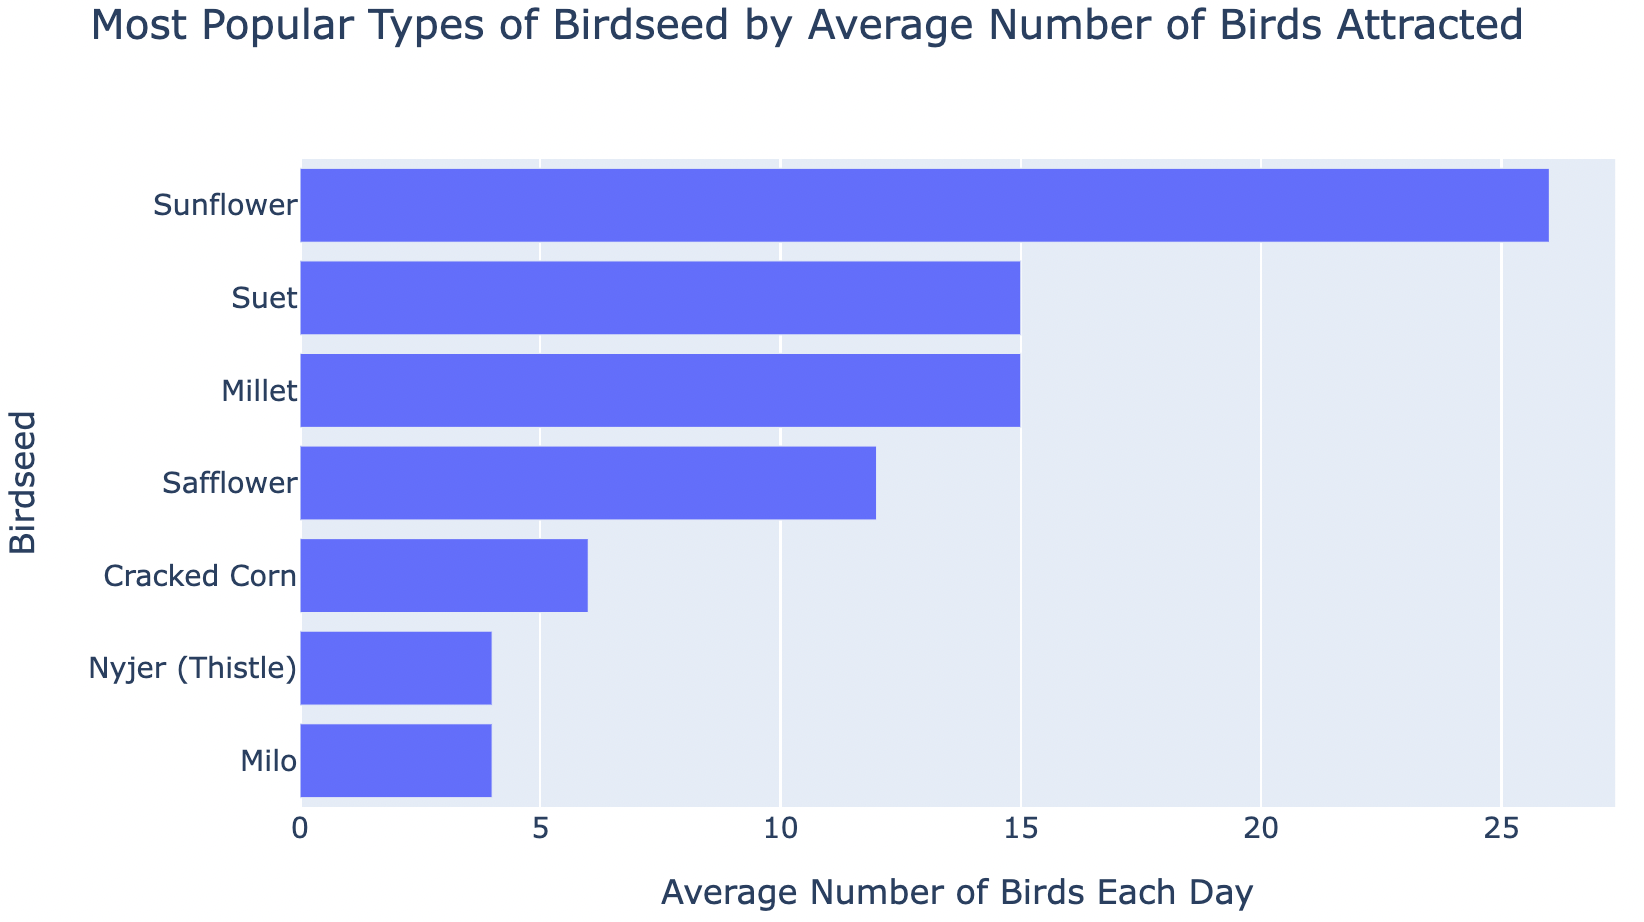 Most Popular Types of Birdseed by Average Number of Birds Attracted
Birdseed
Sunflower
Suet
Millet
Safflower
Cracked Corn
Nyjer (Thistle)
Milo
0 5 10 15 20 25
Average Number of Birds Each Day